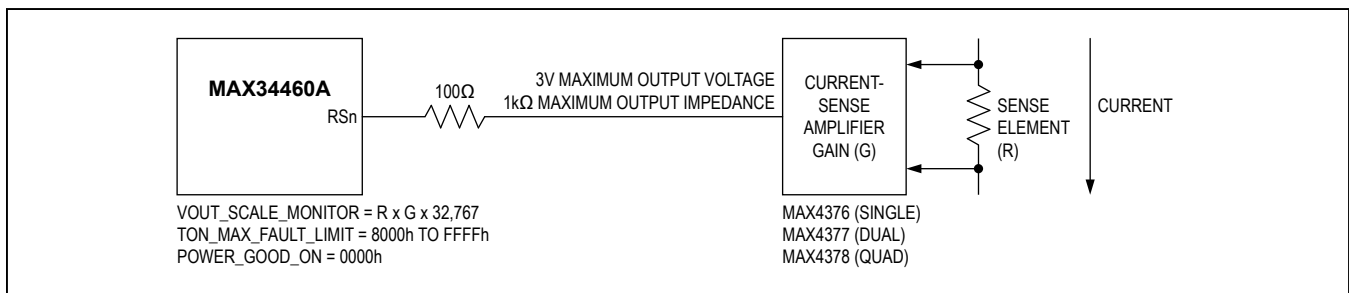 MAX34460A
RSn
100Ω
3V MAXIMUM OUTPUT VOLTAGE
1kΩ MAXIMUM OUTPUT IMPEDANCE
CURRENT-
SENSE
AMPLIFIER
GAIN (G)
SENSE
ELEMENT
(R)
CURRENT
VOUT_SCALE_MONITOR = R x G x 32,767
TON_MAX_FAULT_LIMIT = 8000h TO FFFFh
POWER_GOOD_ON = 0000h
MAX4376 (SINGLE)
MAX4377 (DUAL)
MAX4378 (QUAD)